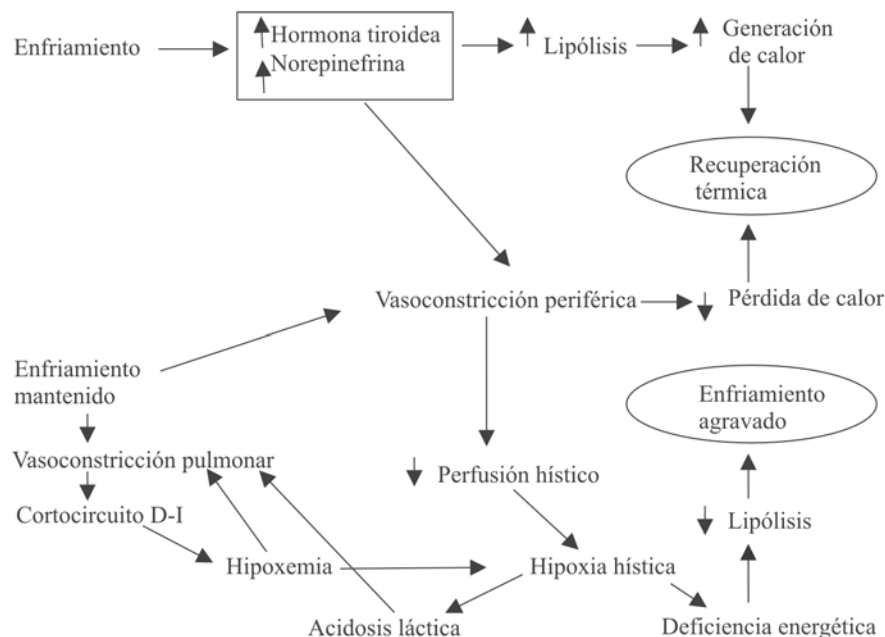 Enfriamiento
Hormona tiroidea
Norepinefrina
Lipólisis
Generación
de calor
Recuperación
térmica
Vasoconstricción periférica
Pérdida de calor
Enfriamiento
mantenido
Enfriamiento
agravado
Vasoconstricción pulmonar
Perfusión hístico
Cortocircuito D-I
Lipólisis
Hipoxemia
Hipoxia hística
Acidosis láctica
Deficiencia energética